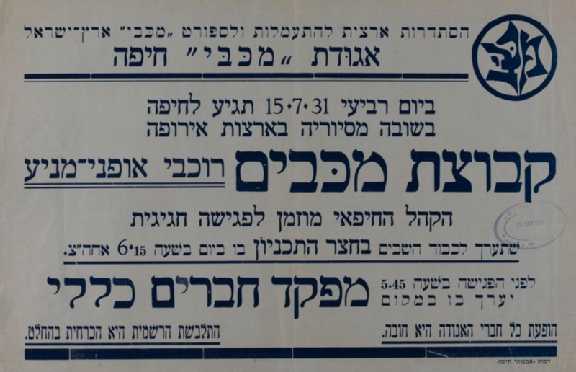 הסתדרות ארצית להתעמלות ולספורט „מכבי" ארץ־ישראל
אגודת „מכבי" חיפה
ביום רביעי 15·7·31 תגיע לחיפה
בשובה מסיוריה בארצות אירופה
קבוצת מכבים רוכבי אופני־מניע
הקהל החיפאי מוזמן לפגישה חגיגית
שתערך לכבוד השבים בחצר התכניון בו ביום בשעה 6·15 אחה"צ.
לפני הפגישה בשעה 5.45
יערך בו במקום
מפקד חברים כללי
הופעת כל חברי האגודה היא חובה.
התלבשת הרשמית היא הכרחית בהחלט.